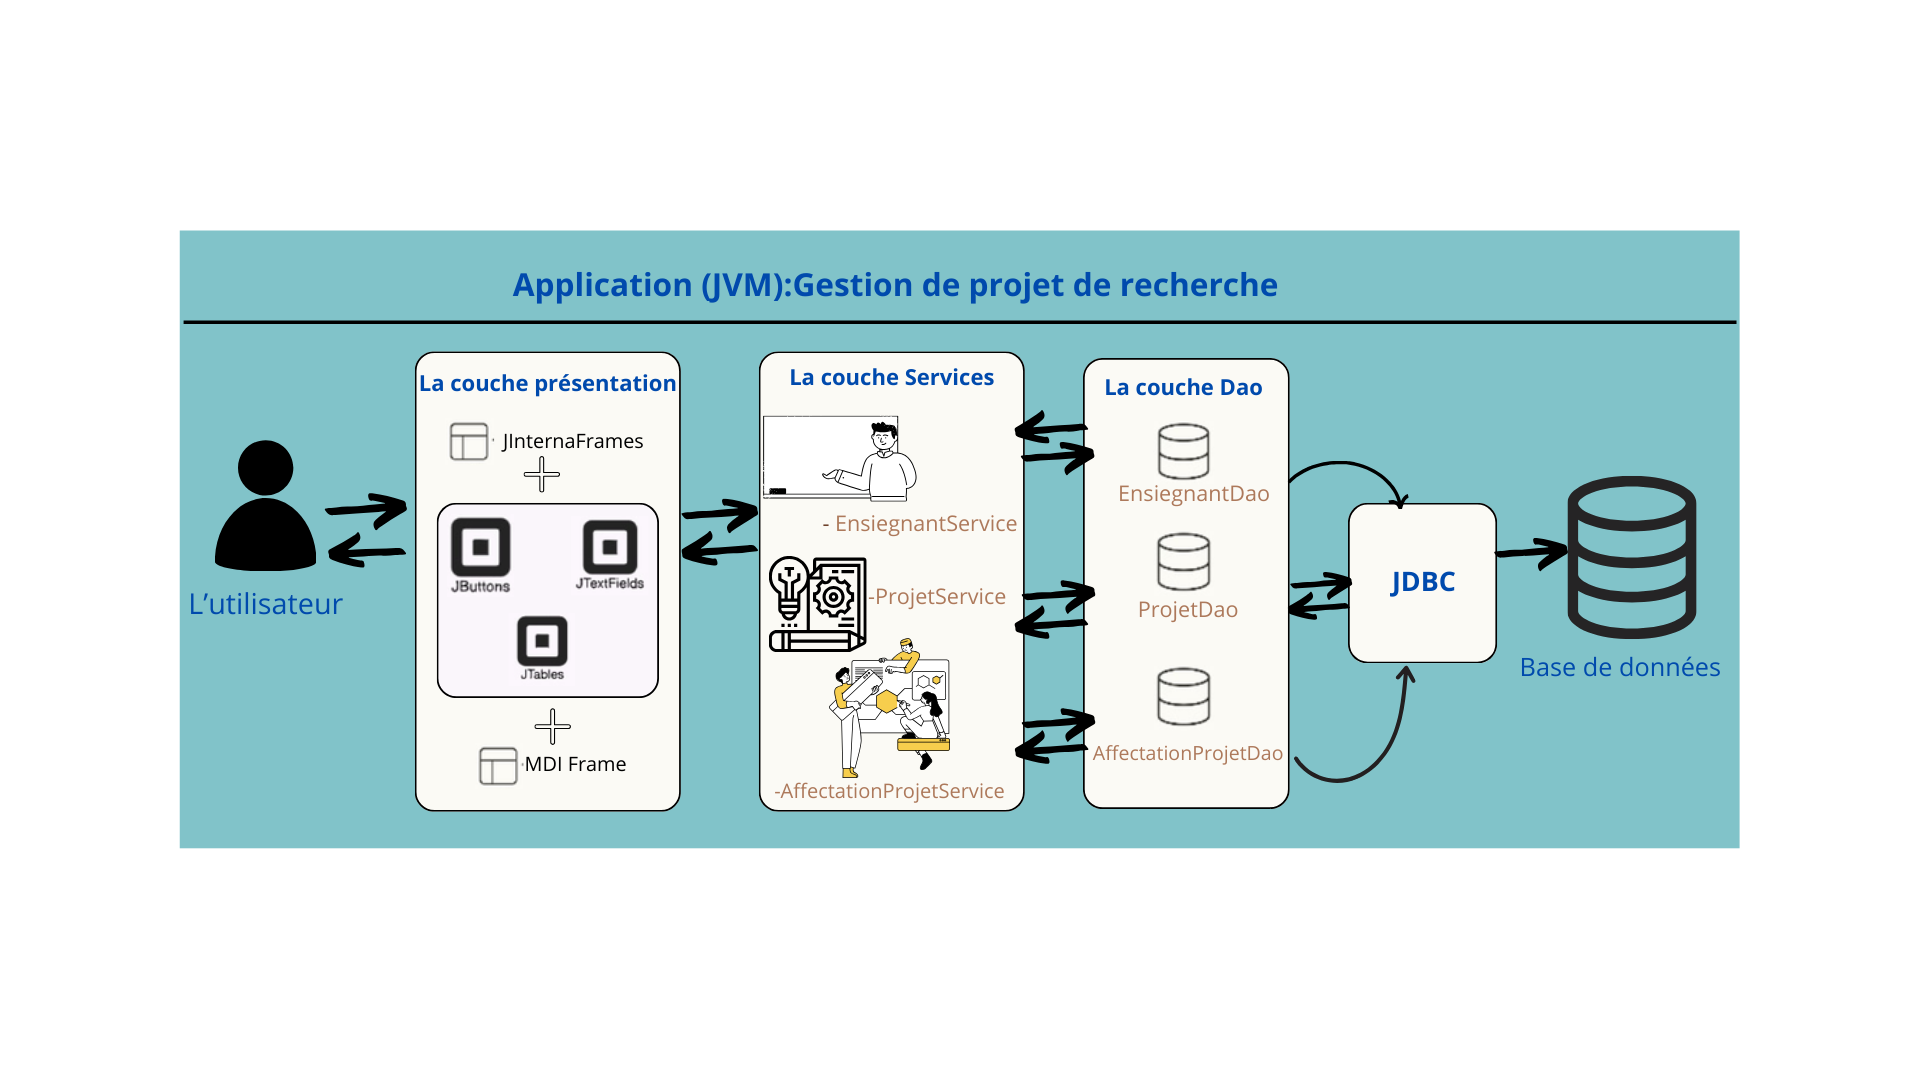 Application (JVM):Gestion de projet de recherche
L’utilisateur
La couche présentation
JInternaFrames
JButtons
JTextFields
JTables
MDI Frame
La couche Services
- EnsiegnantService
-ProjetService
-AffectationProjetService
La couche Dao
EnsiegnantDao
ProjetDao
AffectationProjetDao
JDBC
Base de données